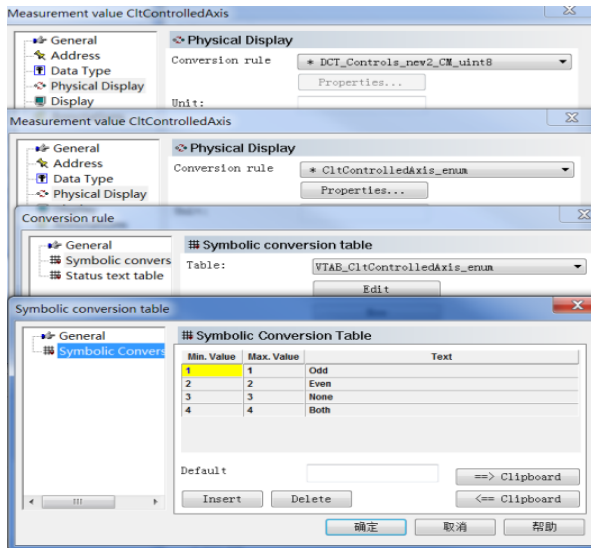 Measurement value CltControlledAxis
General
Address
Data Type
Physical Display
Display
Physical Display
Conversion rule
* DCT_Controls_new2_CM_uint8
Properties...
Unit:
Measurement value CltControlledAxis
General
Address
Data Type
Physical Display
Physical Display
Conversion rule
* CltControlledAxis_enum
Properties...
Conversion rule
General
Symbolic convers
Status text table
Symbolic conversion table
Table:
VTAB_CltControlledAxis_enum
Edit
Symbolic conversion table
General
Symbolic Convers
Symbolic Conversion Table
Min. Value Max. Value Text
1 1 Odd
2 2 Even
3 3 None
4 4 Both
Default
==> Clipboard
Insert Delete <== Clipboard
确定 取消 帮助